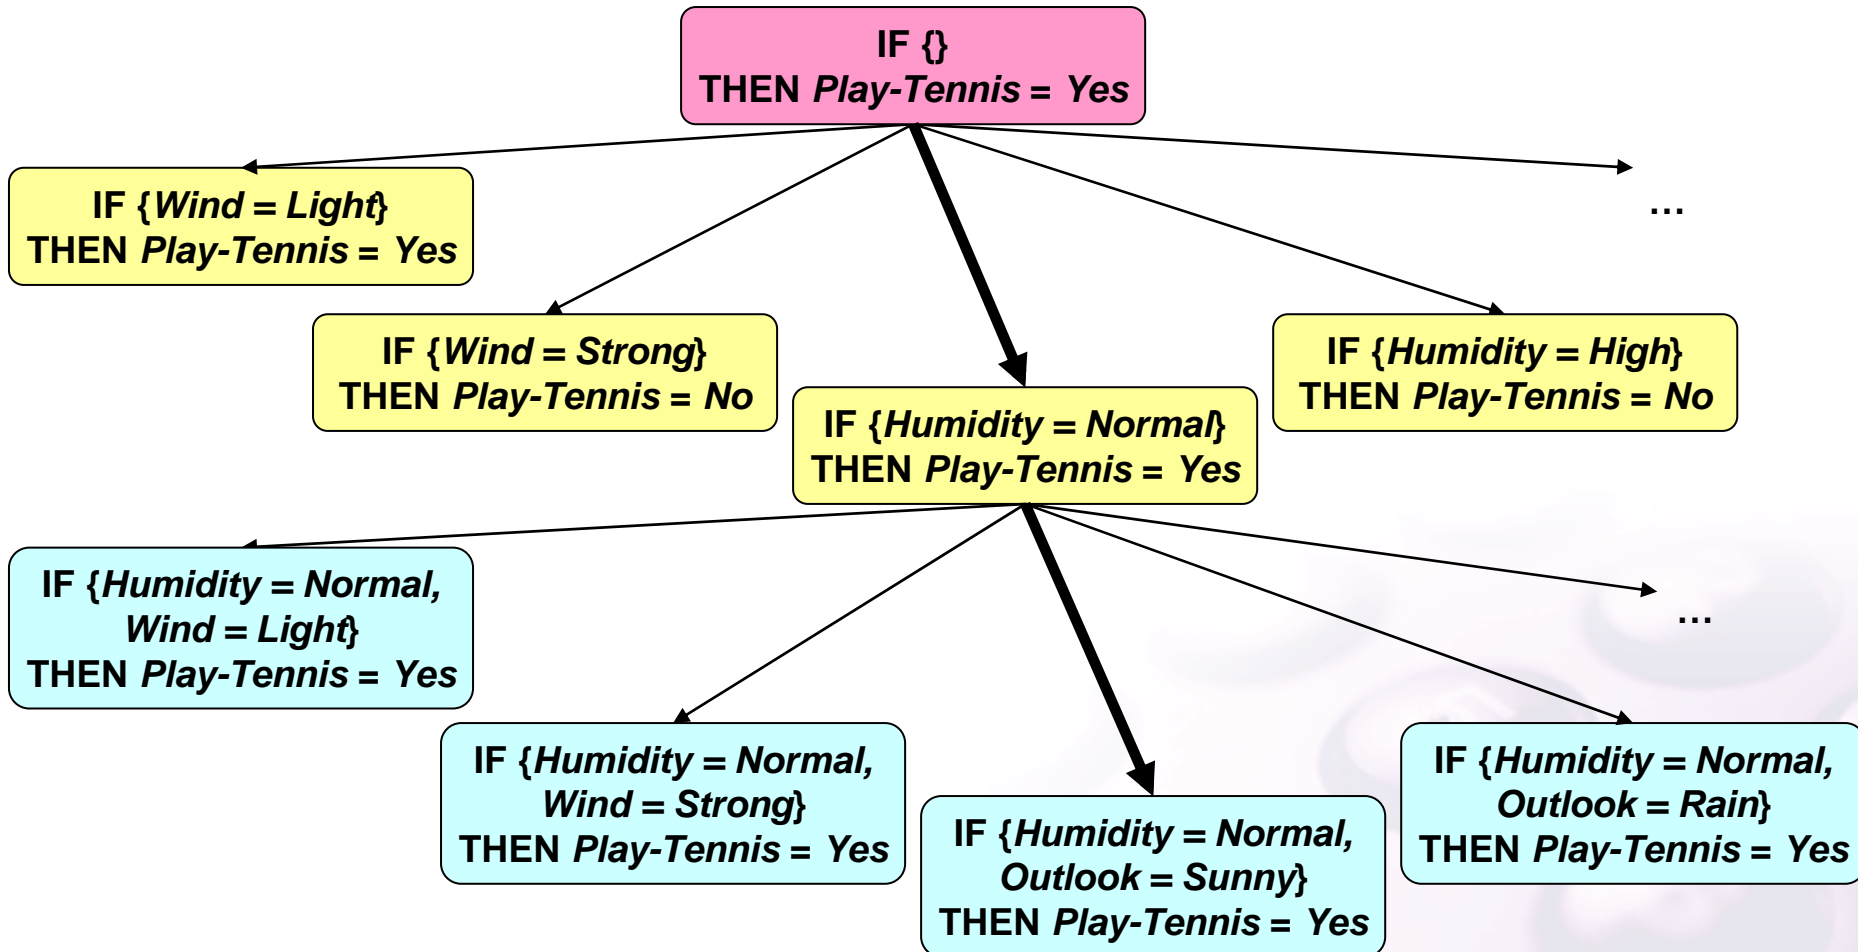 IF {}
THEN Play-Tennis = Yes
IF {Wind = Light}
THEN Play-Tennis = Yes
...
IF {Wind = Strong}
THEN Play-Tennis = No
IF {Humidity = Normal}
THEN Play-Tennis = Yes
IF {Humidity = High}
THEN Play-Tennis = No
IF {Humidity = Normal,
Wind = Light}
THEN Play-Tennis = Yes
...
IF {Humidity = Normal,
Wind = Strong}
THEN Play-Tennis = Yes
IF {Humidity = Normal,
Outlook = Sunny}
THEN Play-Tennis = Yes
IF {Humidity = Normal,
Outlook = Rain}
THEN Play-Tennis = Yes